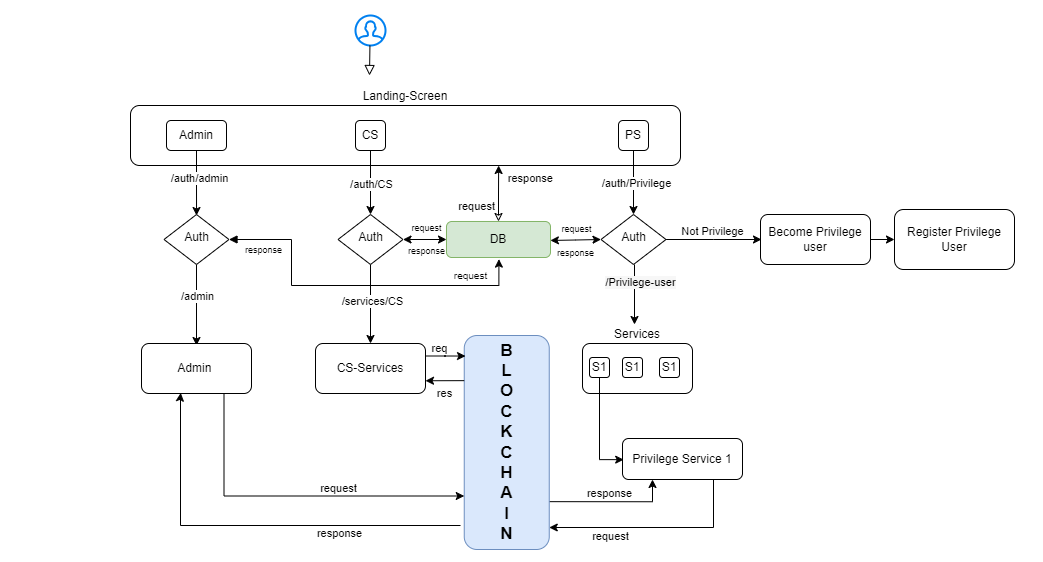 Landing-Screen
Admin
CS
PS
/auth/admin
/auth/CS
response
/auth/Privilege
request
Auth
Auth
request
response
DB
request
response
Auth
Not Privilege
Become Privilege
user
Register Privilege
User
response
request
/admin
/services/CS
/Privilege-user
Services
Admin
CS-Services
req
res
B
L
O
C
K
C
H
A
I
N
S1
S1
S1
Privilege Service 1
request
response
response
request